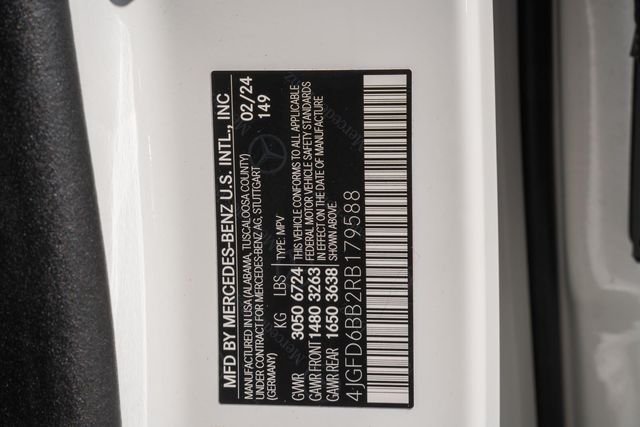 MFD BY MERCEDES-BENZ U.S. INTL., INC
MANUFACTURED IN USA (ALABAMA, TUSCALOOSA COUNTY)
UNDER CONTRACT FOR MERCEDES-BENZ AG, STUTTGART
(GERMANY)
02/24
149
KG LBS TYPE: MPV
GVWR 3050 6724
GAWR FRONT 1480 3263
GAWR REAR 1650 3638
THIS VEHICLE CONFORMS TO ALL APPLICABLE
FEDERAL MOTOR VEHICLE SAFETY STANDARDS
IN EFFECT ON THE DATE OF MANUFACTURE
SHOWN ABOVE.
4JGFD6BB2RB179588